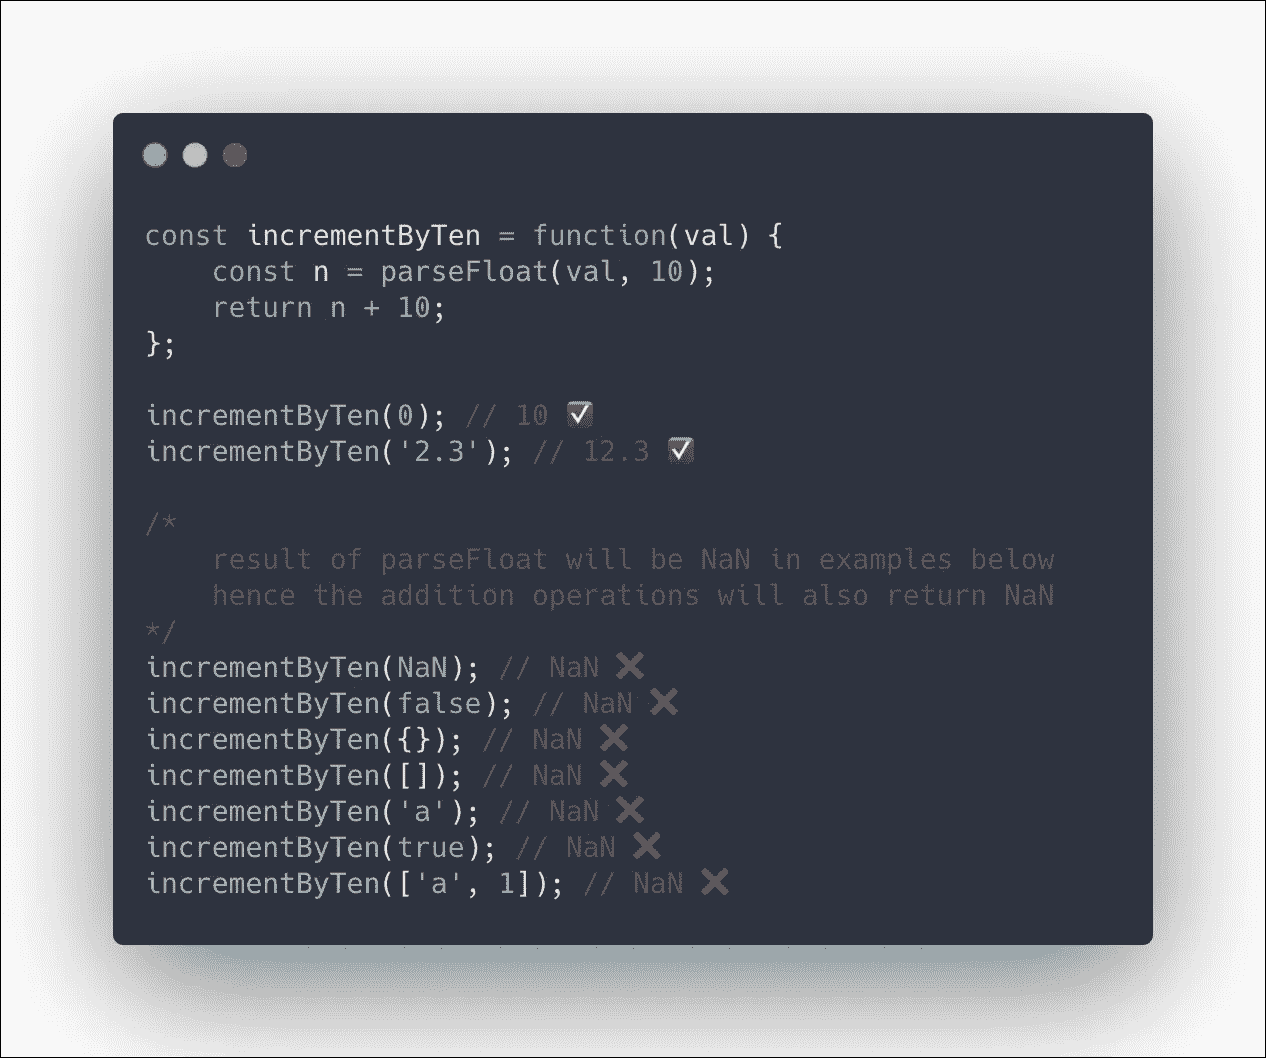 const incrementByTen = function(val) {
    const n = parseFloat(val, 10);
    return n + 10;
};
incrementByTen(0); // 10 ✅
incrementByTen('2.3'); // 12.3 ✅
/*
    result of parseFloat will be NaN in examples below
    hence the addition operations will also return NaN
*/
incrementByTen(NaN); // NaN ❌
incrementByTen(false); // NaN ❌
incrementByTen({}); // NaN ❌
incrementByTen([]); // NaN ❌
incrementByTen('a'); // NaN ❌
incrementByTen(true); // NaN ❌
incrementByTen(['a', 1]); // NaN ❌